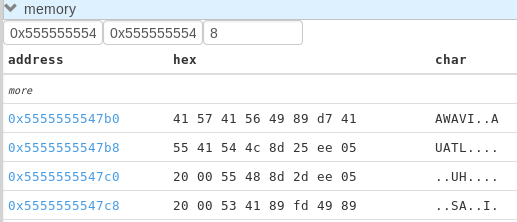 memory
0x555555554 0x555555554 8
address hex char
more
0x5555555547b0 41 57 41 56 49 89 d7 41 AWAVI..A
0x5555555547b8 55 41 54 4c 8d 25 ee 05 UATL....
0x5555555547c0 20 00 55 48 8d 2d ee 05 ..UH....
0x5555555547c8 20 00 53 41 89 fd 49 89 ..SA..I.